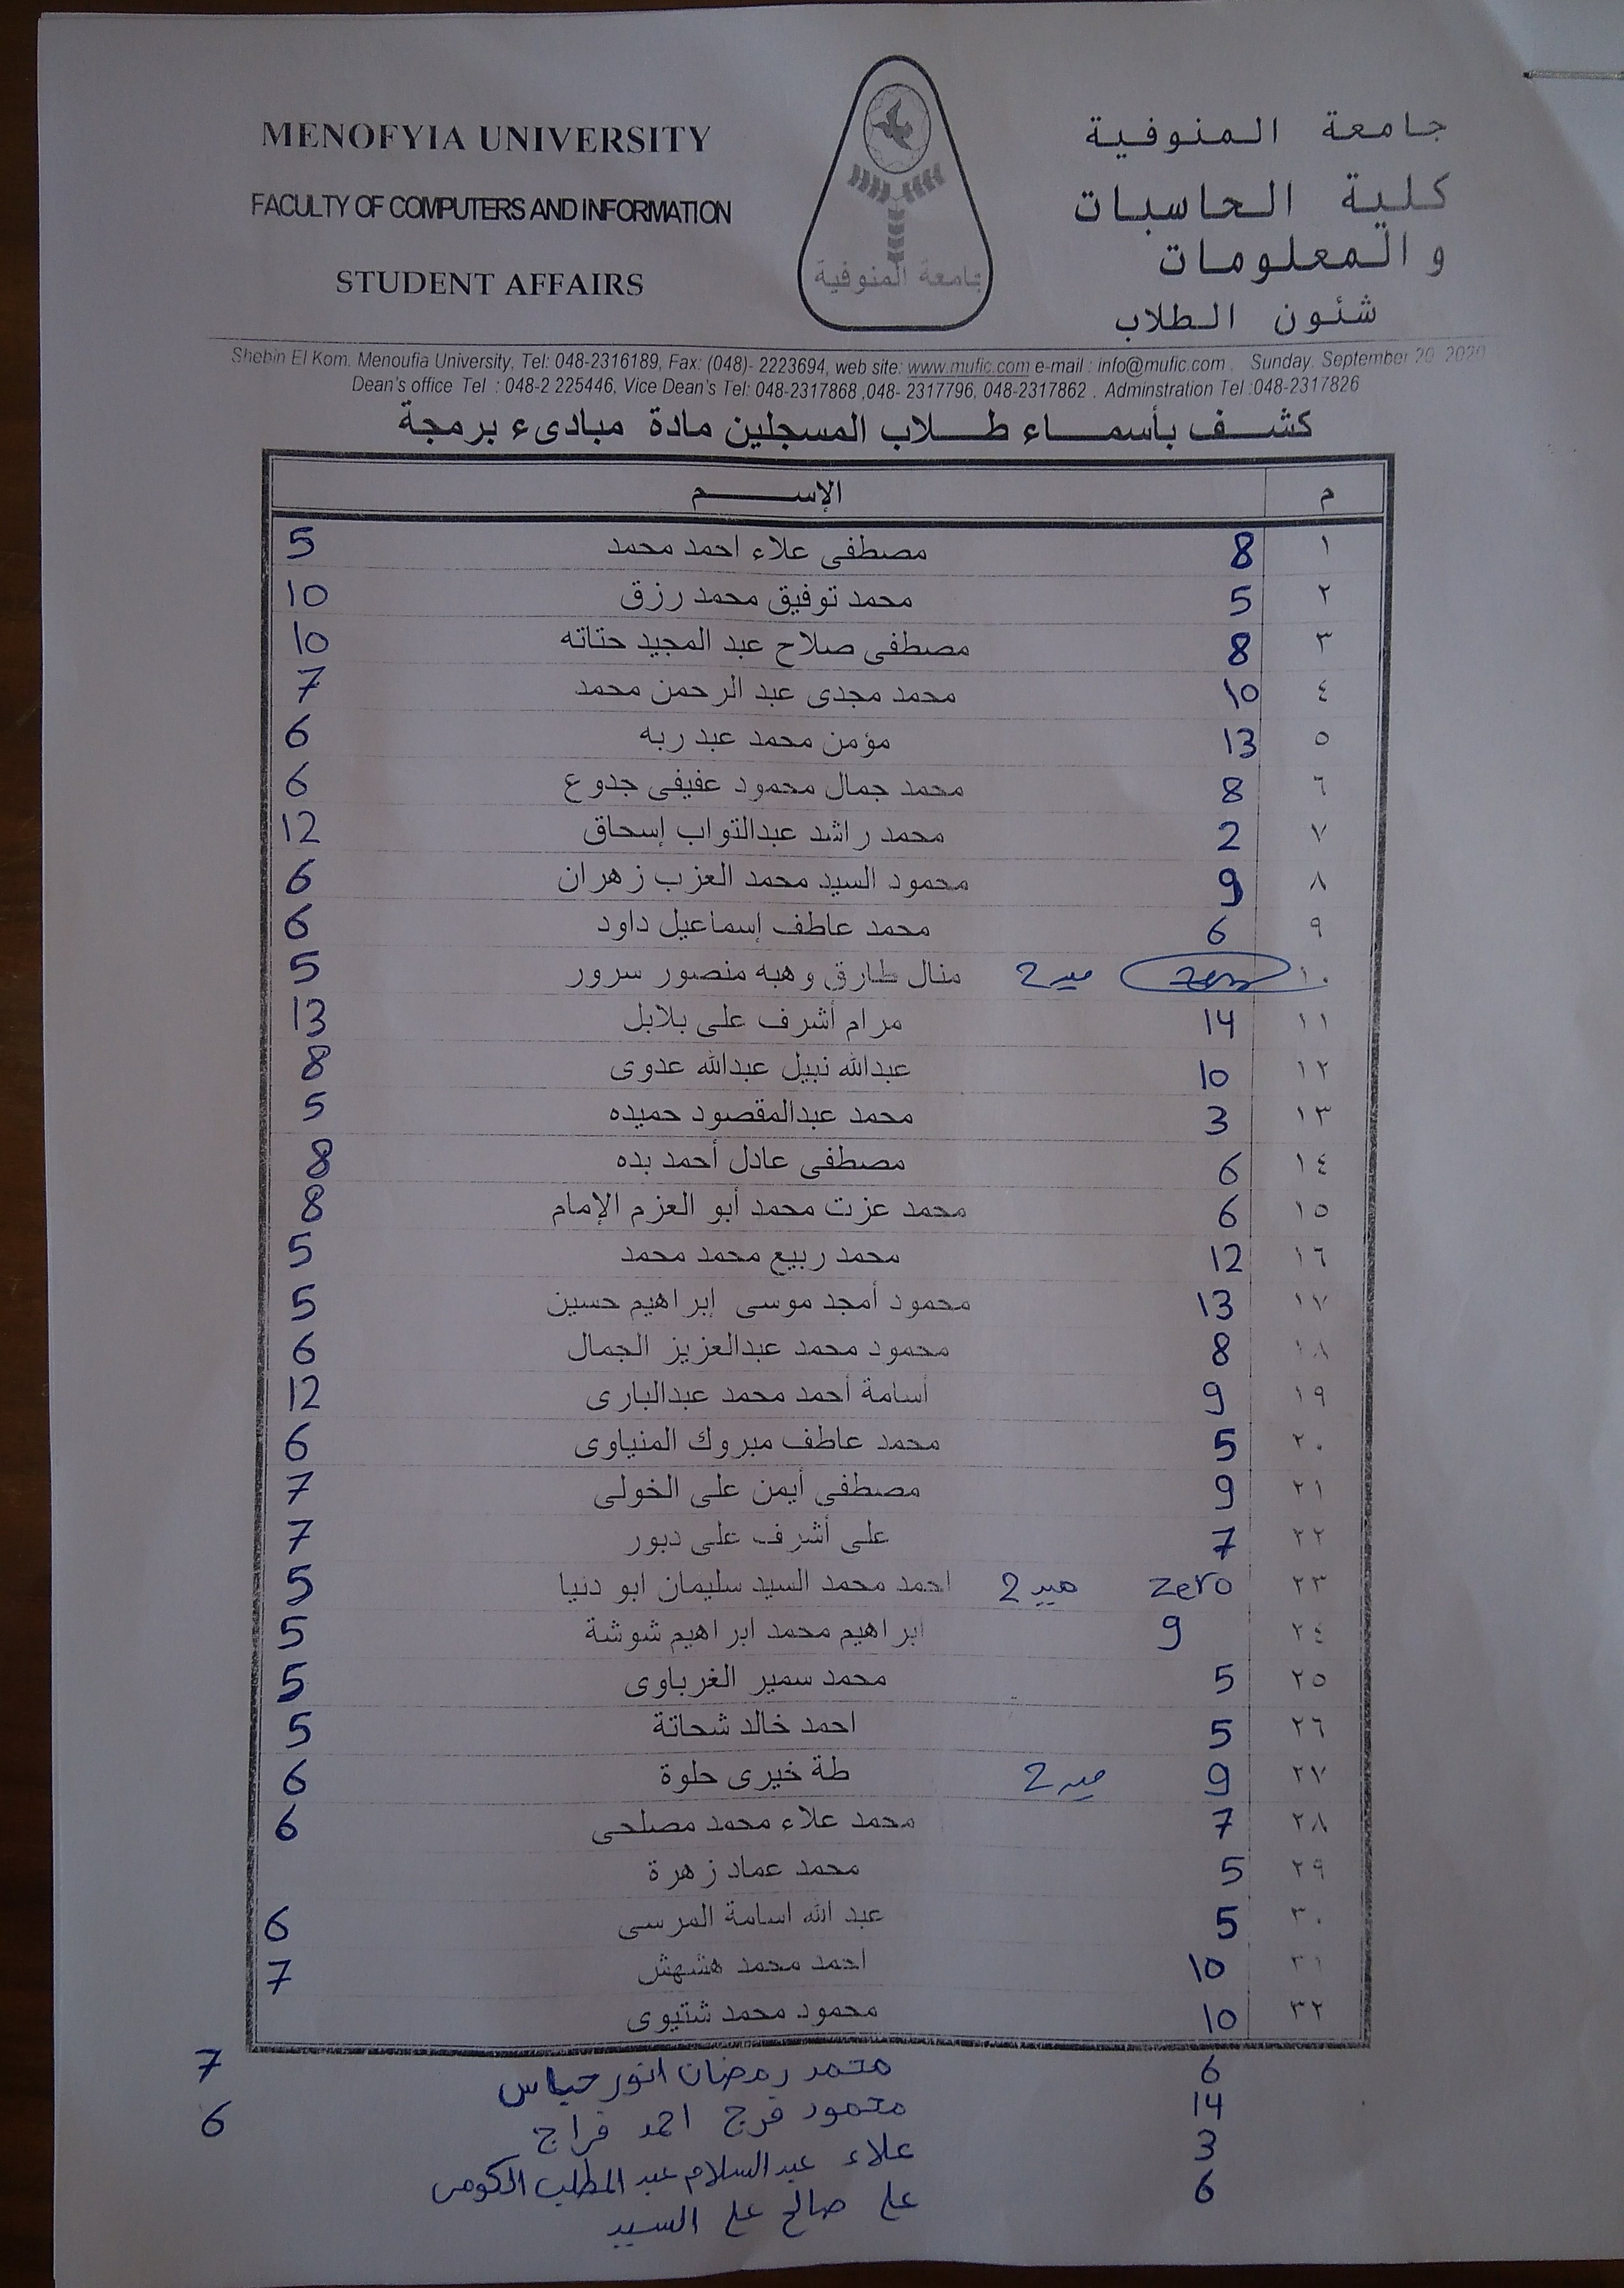 MENOFYIA UNIVERSITY
FACULTY OF COMPUTERS AND INFORMATION
STUDENT AFFAIRS
جامعة المنوفية
جامعة المنوفية
كلية الحاسبات
والمعلومات
شئون الطلاب
Shebin El Kom. Menoufia University, Tel: 048-2316189, Fax: (048)- 2223694, web site: www.mufic.com e-mail : info@mufic.com . Sunday, September 20, 2020
Dean's office Tel : 048-2 225446, Vice Dean's Tel: 048-2317868 ,048- 2317796, 048-2317862 , Adminstration Tel :048-2317826
كشف بأسماء طلاب المسجلين مادة مبادىء برمجة
م الإسم
١ 8 مصطفى علاء احمد محمد 5
٢ 5 محمد توفيق محمد رزق 10
٣ 8 مصطفى صلاح عبد المجيد حتاته 10
٤ 10 محمد مجدى عبد الرحمن محمد 7
٥ 13 مؤمن محمد عبد ربه 6
٦ 8 محمد جمال محمود عفيفى جدوع 6
٧ 2 محمد راشد عبدالتواب إسحاق 12
٨ 9 محمود السيد محمد العزب زهران 6
٩ 6 محمد عاطف إسماعيل داود 6
١٠ zero ميد 2 منال طارق وهبه منصور سرور 5
١١ 14 مرام أشرف على بلابل 13
١٢ 10 عبدالله نبيل عبدالله عدوى 8
١٣ 3 محمد عبدالمقصود حميده 5
١٤ 6 مصطفى عادل أحمد بده 8
١٥ 6 محمد عزت محمد أبو العزم الإمام 8
١٦ 12 محمد ربيع محمد محمد 5
١٧ 13 محمود أمجد موسى إبراهيم حسين 5
١٨ 8 محمود محمد عبدالعزيز الجمال 6
١٩ 9 أسامة أحمد محمد عبدالبارى 12
٢٠ 5 محمد عاطف مبروك المنياوى 6
٢١ 9 مصطفى أيمن على الخولى 7
٢٢ 7 على أشرف على دبور 7
٢٣ zero ميد 2 احمد محمد السيد سليمان ابو دنيا 5
٢٤ 9 ابراهيم محمد ابراهيم شوشة 5
٢٥ 5 محمد سمير الغرباوى 5
٢٦ 5 احمد خالد شحاتة 5
٢٧ 9 ميد 2 طة خيرى حلوة 6
٢٨ 7 محمد علاء محمد مصلحى 6
٢٩ 5 محمد عماد زهرة
٣٠ 5 عبد الله اسامة المرسى 6
٣١ 10 احمد محمد هشهش 7
٣٢ 10 محمود محمد شتيوى
6 محمد رمضان انور 7
14 محمود فرج احمد فراج 6
3 علاء عبد السلام عبد المطلب الكومى
6 على صالح على السيد